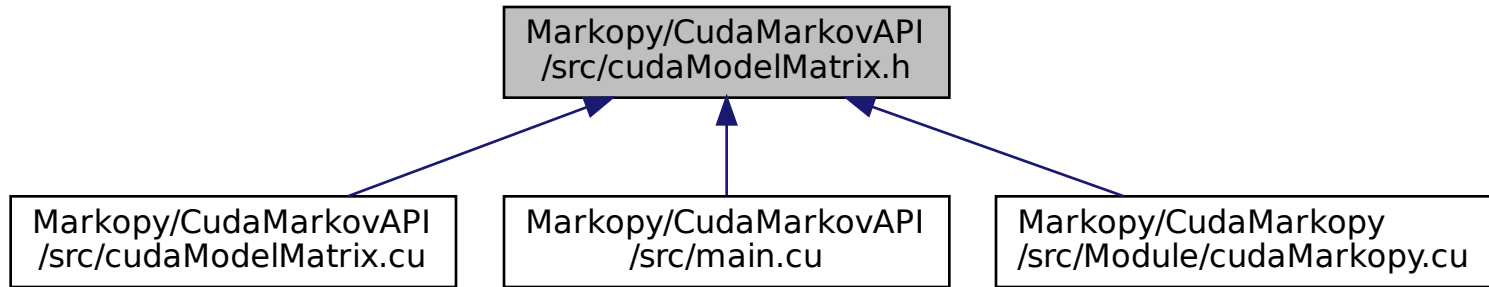 Markopy/CudaMarkovAPI
/src/cudaModelMatrix.h
Markopy/CudaMarkovAPI
/src/cudaModelMatrix.cu
Markopy/CudaMarkovAPI
/src/main.cu
Markopy/CudaMarkopy
/src/Module/cudaMarkopy.cu